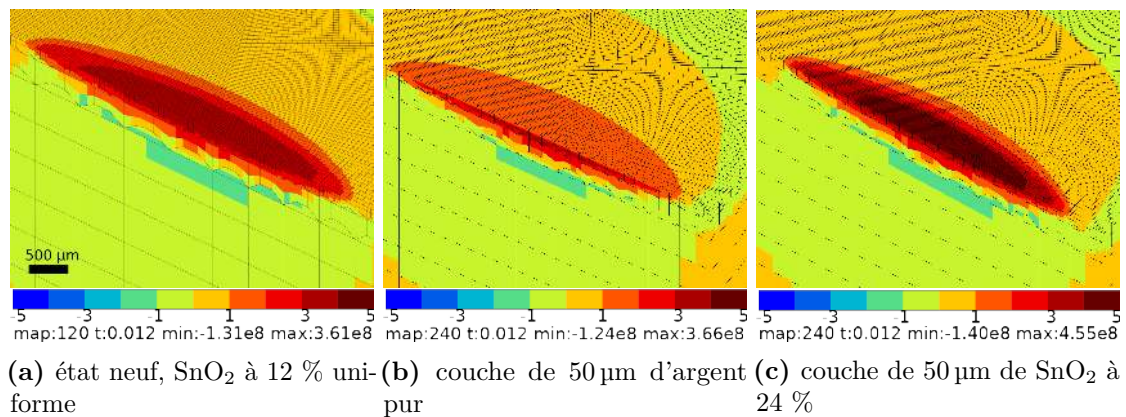 500 µm
-5 -3 -1 1 3 5
map:120 t:0.012 min:-1.31e8 max:3.61e8
-5 -3 -1 1 3 5
map:240 t:0.012 min:-1.24e8 max:3.66e8
-5 -3 -1 1 3 5
map:240 t:0.012 min:-1.40e8 max:4.55e8
(a) état neuf, SnO₂ à 12 % uni-
forme
(b) couche de 50 µm d'argent
pur
(c) couche de 50 µm de SnO₂ à
24 %